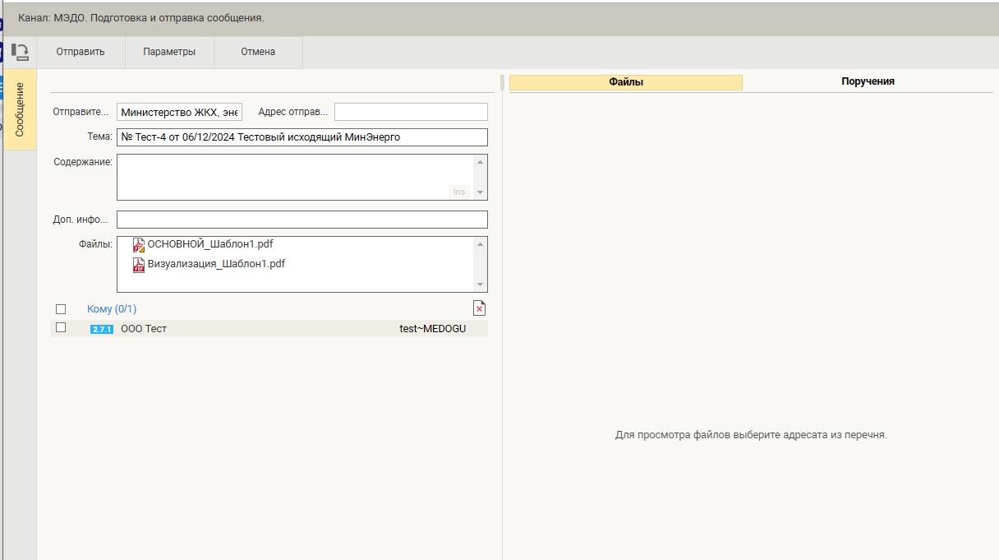 Канал: МЭДО. Подготовка и отправка сообщения.
Отправить Параметры Отмена
Сообщение
Файлы Поручения
Отправите... Министерство ЖКХ, эне Адрес отправ...
Тема: № Тест-4 от 06/12/2024 Тестовый исходящий МинЭнерго
Содержание:
Ins
Доп. инфо...
Файлы: ОСНОВНОЙ_Шаблон1.pdf
Визуализация_Шаблон1.pdf
Кому (0/1)
2.7.1 ООО Тест test~MEDOGU
Для просмотра файлов выберите адресата из перечня.